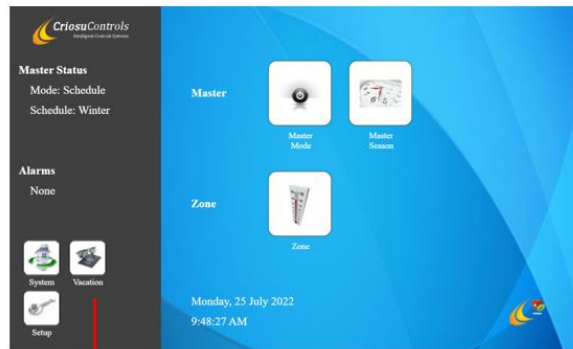 CriosuControls
Intelligent Controls Systems
Master Status
Mode: Schedule
Schedule: Winter
Alarms
None
System
Vacation
Setup
Master
Master
Mode
Master
Season
Zone
Zone
Monday, 25 July 2022
9:48:27 AM